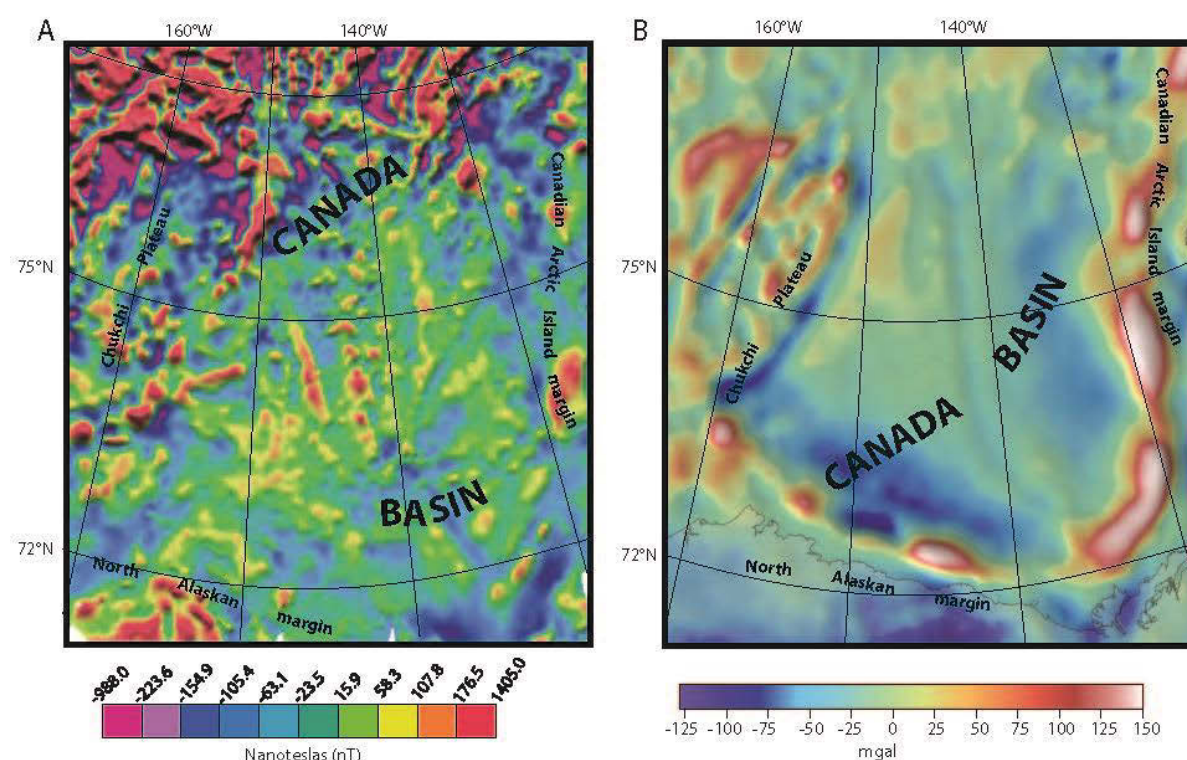 A
160°W
140°W
CANADA
BASIN
Chukchi
Plateau
Canadian
Arctic
Island
margin
75°N
72°N
North
Alaskan
margin
-988.0
-223.6
-154.9
-105.4
-63.1
-23.5
15.9
58.3
107.8
176.5
1405.0
Nanoteslas (nT)
B
160°W
140°W
Canadian
Arctic
Island
margin
Plateau
Chukchi
BASIN
CANADA
75°N
72°N
North
Alaskan
margin
-125 -100 -75 -50 -25 0 25 50 75 100 125 150
mgal